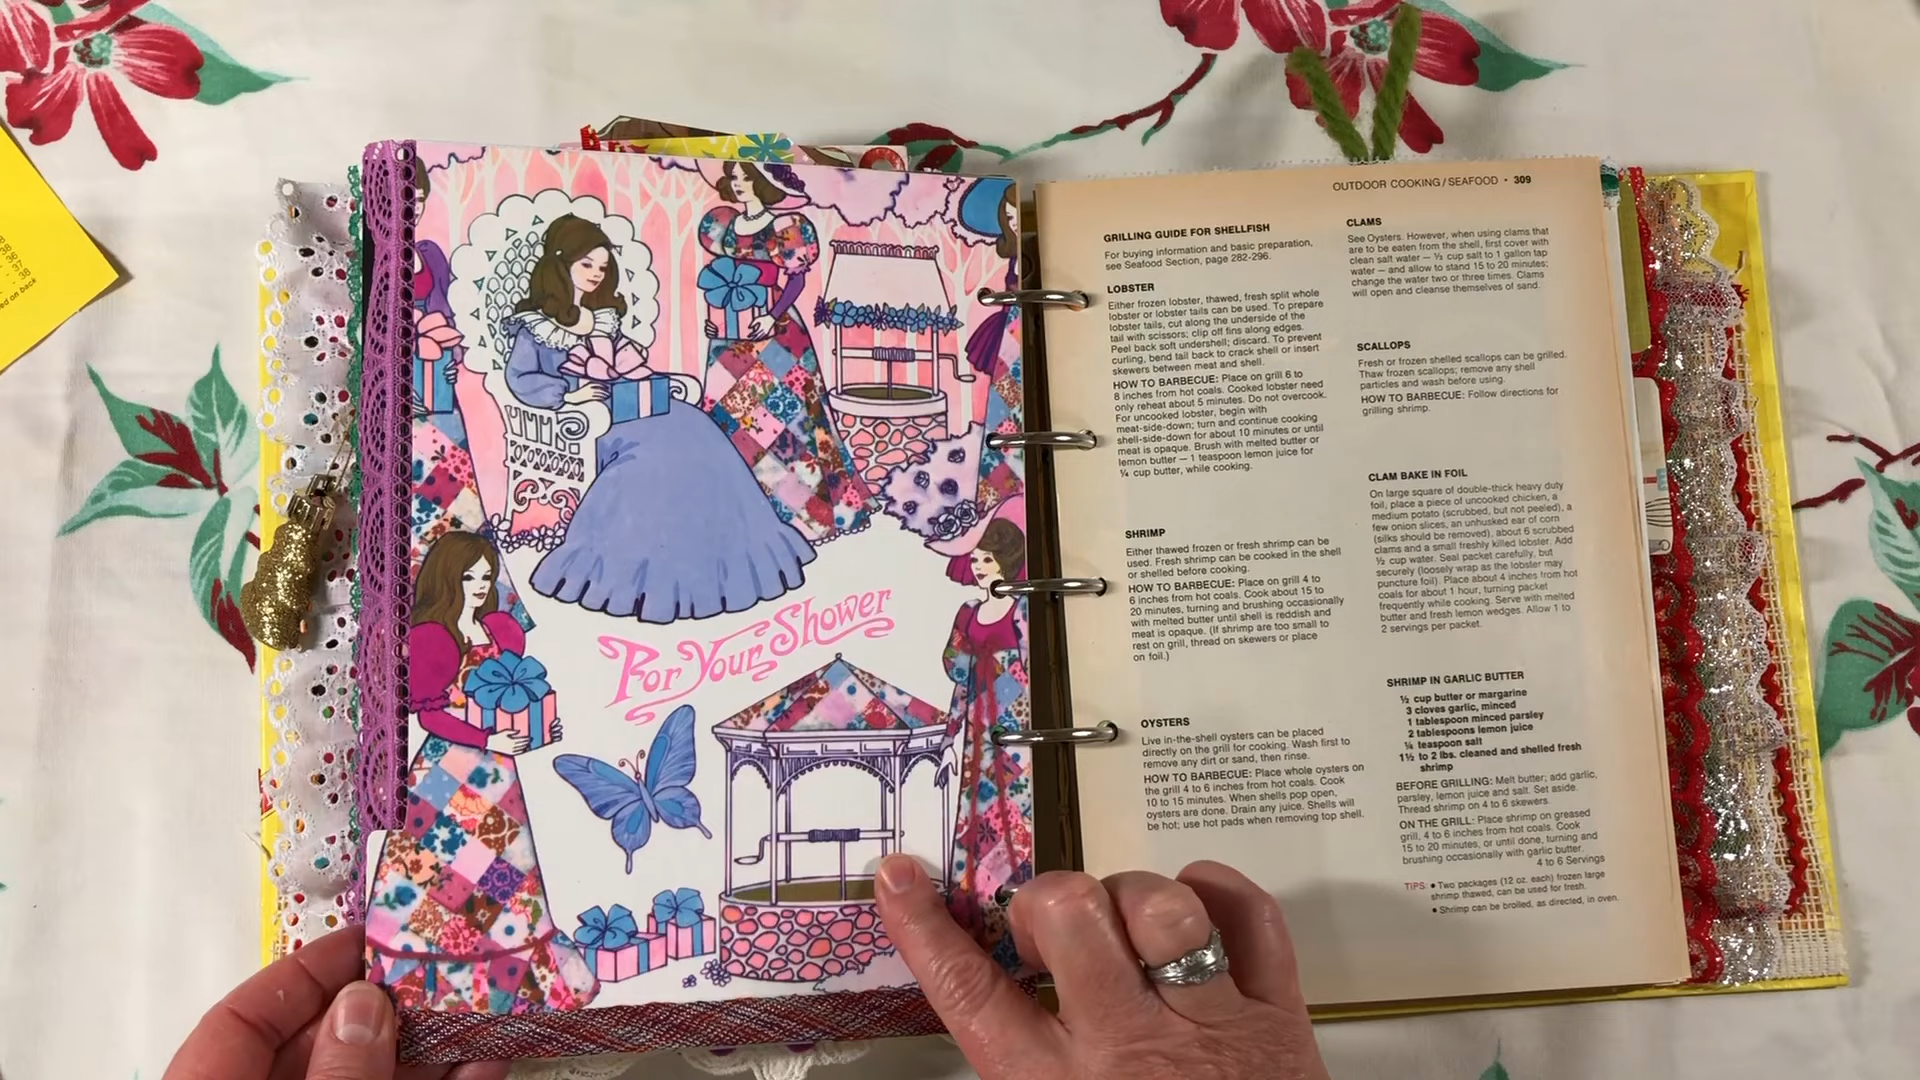 ed on back
For Your Shower
OUTDOOR COOKING/SEAFOOD • 309
GRILLING GUIDE FOR SHELLFISH
For buying information and basic preparation,
see Seafood Section, page 282-296.
LOBSTER
Either frozen lobster, thawed, fresh split whole
lobster or lobster tails can be used. To prepare
lobster tails, cut along the underside of the
tail with scissors; clip off fins along edges.
Peel back soft undershell; discard. To prevent
curling, bend tail back to crack shell or insert
skewers between meat and shell.
HOW TO BARBECUE: Place on grill 6 to
8 inches from hot coals. Cooked lobster need
only reheat about 5 minutes. Do not overcook.
For uncooked lobster, begin with
meat-side-down; turn and continue cooking
shell-side-down for about 10 minutes or until
meat is opaque. Brush with melted butter or
lemon butter — 1 teaspoon lemon juice for
¼ cup butter, while cooking.
SHRIMP
Either thawed frozen or fresh shrimp can be
used. Fresh shrimp can be cooked in the shell
or shelled before cooking.
HOW TO BARBECUE: Place on grill 4 to
6 inches from hot coals. Cook about 15 to
20 minutes, turning and brushing occasionally
with melted butter until shell is reddish and
meat is opaque. (If shrimp are too small to
rest on grill, thread on skewers or place
on foil.)
OYSTERS
Live in-the-shell oysters can be placed
directly on the grill for cooking. Wash first to
remove any dirt or sand, then rinse.
HOW TO BARBECUE: Place whole oysters on
the grill 4 to 6 inches from hot coals. Cook
10 to 15 minutes. When shells pop open,
oysters are done. Drain any juice. Shells will
be hot; use hot pads when removing top shell.
CLAMS
See Oysters. However, when using clams that
are to be eaten from the shell, first cover with
clean salt water — ⅓ cup salt to 1 gallon tap
water — and allow to stand 15 to 20 minutes;
change the water two or three times. Clams
will open and cleanse themselves of sand.
SCALLOPS
Fresh or frozen shelled scallops can be grilled.
Thaw frozen scallops; remove any shell
particles and wash before using.
HOW TO BARBECUE: Follow directions for
grilling shrimp.
CLAM BAKE IN FOIL
On large square of double-thick heavy duty
foil, place a piece of uncooked chicken, a
medium potato (scrubbed, but not peeled), a
few onion slices, an unhusked ear of corn
(silks should be removed), about 6 scrubbed
clams and a small freshly killed lobster. Add
½ cup water. Seal packet carefully, but
securely (loosely wrap as the lobster may
puncture foil). Place about 4 inches from hot
coals for about 1 hour, turning packet
frequently while cooking. Serve with melted
butter and fresh lemon wedges. Allow 1 to
2 servings per packet.
SHRIMP IN GARLIC BUTTER
½ cup butter or margarine
3 cloves garlic, minced
1 tablespoon minced parsley
2 tablespoons lemon juice
¼ teaspoon salt
1½ to 2 lbs. cleaned and shelled fresh
shrimp
BEFORE GRILLING: Melt butter; add garlic,
parsley, lemon juice and salt. Set aside.
Thread shrimp on 4 to 6 skewers.
ON THE GRILL: Place shrimp on greased
grill, 4 to 6 inches from hot coals. Cook
15 to 20 minutes, or until done, turning and
brushing occasionally with garlic butter.
4 to 6 Servings
TIPS: • Two packages (12 oz. each) frozen large
shrimp thawed, can be used for fresh.
• Shrimp can be broiled, as directed, in oven.